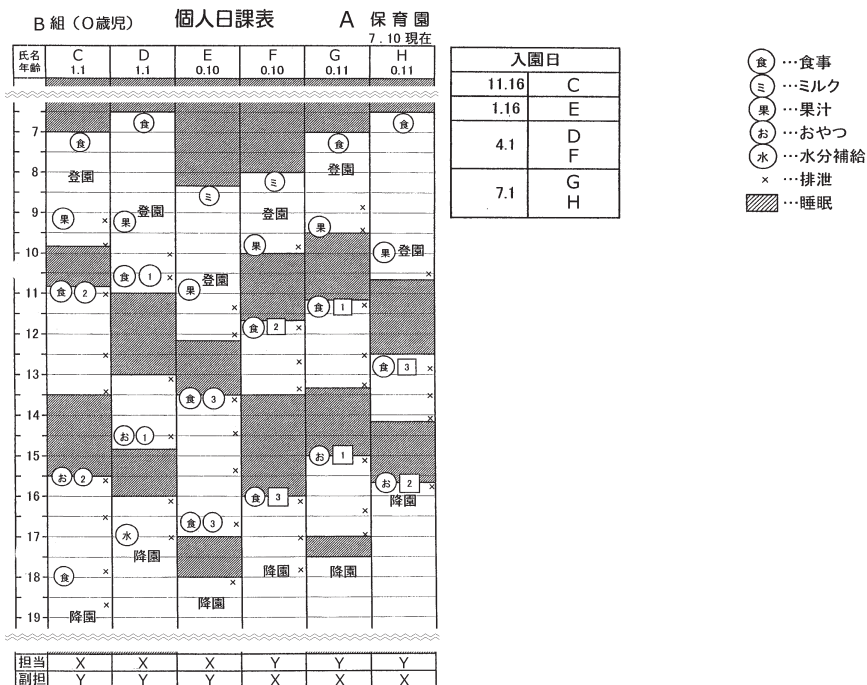 B組（０歳児） 個人日課表 A 保育園
7.10 現在
氏名 C D E F G H
年齢 1.1 1.1 0.10 0.10 0.11 0.11
入園日
11.16 C
1.16 E
4.1 D
F
7.1 G
H
食 …食事
ミ …ミルク
果 …果汁
お …おやつ
水 …水分補給
× …排泄
…睡眠
食 食
7 食 食
8 登園 ミ 登園
ミ
9 果 × 果 登園 登園 ×
× 果 × 果 ×
10 × 果 登園
食 1 × 登園 ×
11 食 2 × 果 食 1 ×
× 食 2 ×
12 ×
× × × 食 3 ×
13 × × × × ×
食 3 × ×
14 × ×
お 1 ×
15 × お 1 ×
お 2 × お 2 ×
16 × 食 3 × 降園
× 食 3 × ×
17 水 × ×
降園
18 食 × × 降園 × 降園
× 降園
19 降園
担当 X X X Y Y Y
副担 Y Y Y X X X